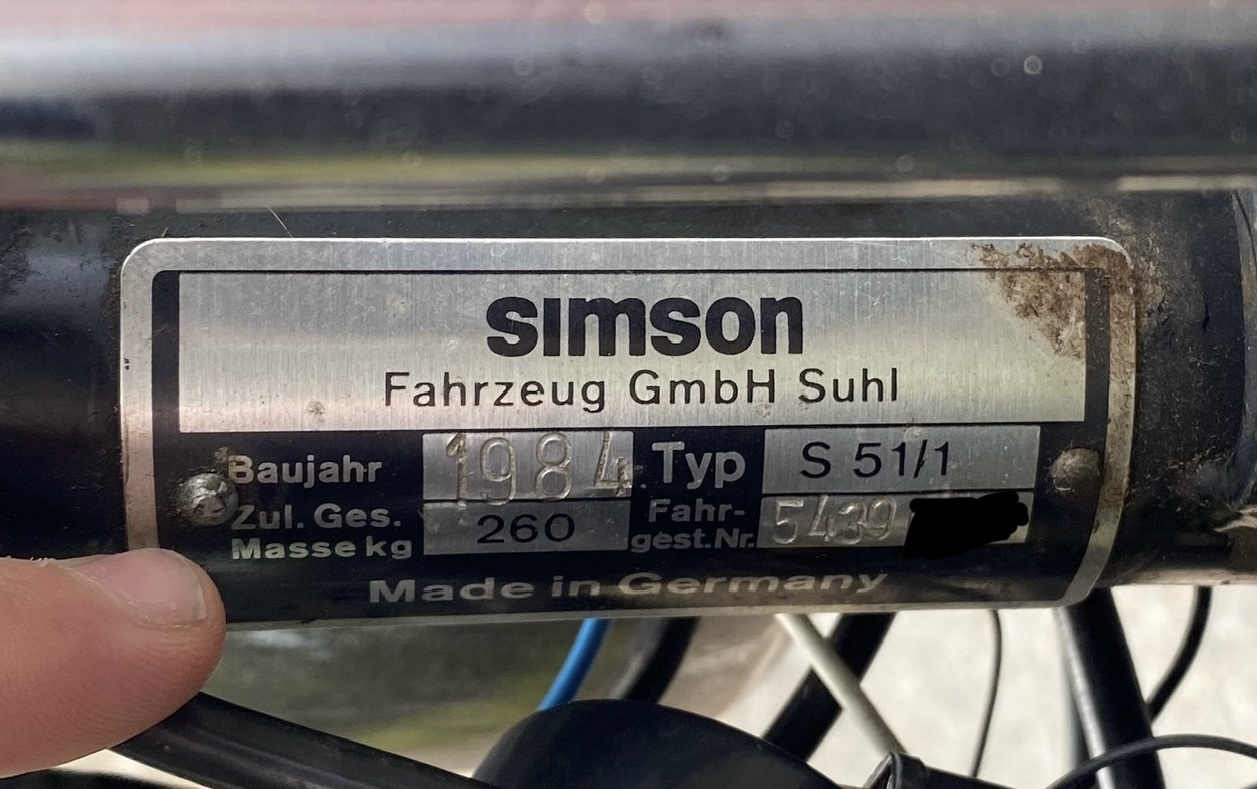 simson
Fahrzeug GmbH Suhl
Baujahr 1984 Typ S 51/1
Zul. Ges. Masse kg 260 Fahr-gest.Nr. 5439
Made in Germany